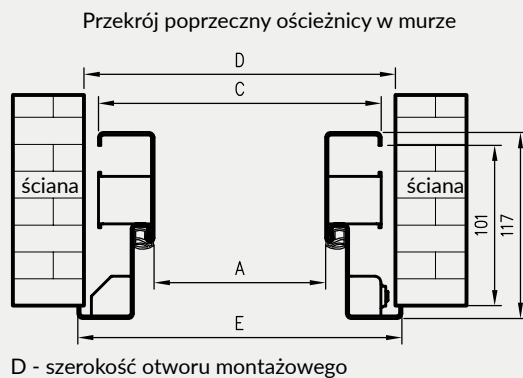 Przekrój poprzeczny ościeżnicy w murze
D
C
ściana
ściana
101
117
A
E
D - szerokość otworu montażowego